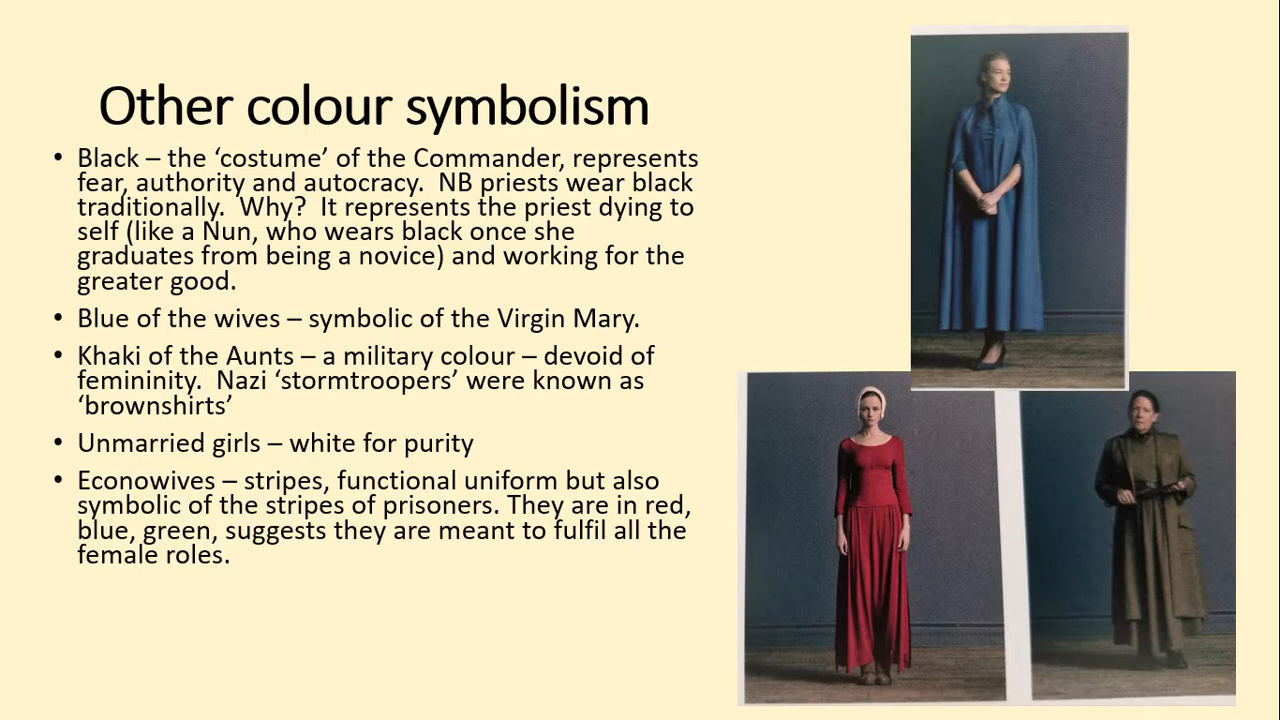 Other colour symbolism
• Black – the ‘costume’ of the Commander, represents
fear, authority and autocracy.  NB priests wear black
traditionally.  Why?  It represents the priest dying to
self (like a Nun, who wears black once she
graduates from being a novice) and working for the
greater good.
• Blue of the wives – symbolic of the Virgin Mary.
• Khaki of the Aunts – a military colour – devoid of
femininity.  Nazi ‘stormtroopers’ were known as
‘brownshirts’
• Unmarried girls – white for purity
• Econowives – stripes, functional uniform but also
symbolic of the stripes of prisoners. They are in red,
blue, green, suggests they are meant to fulfil all the
female roles.